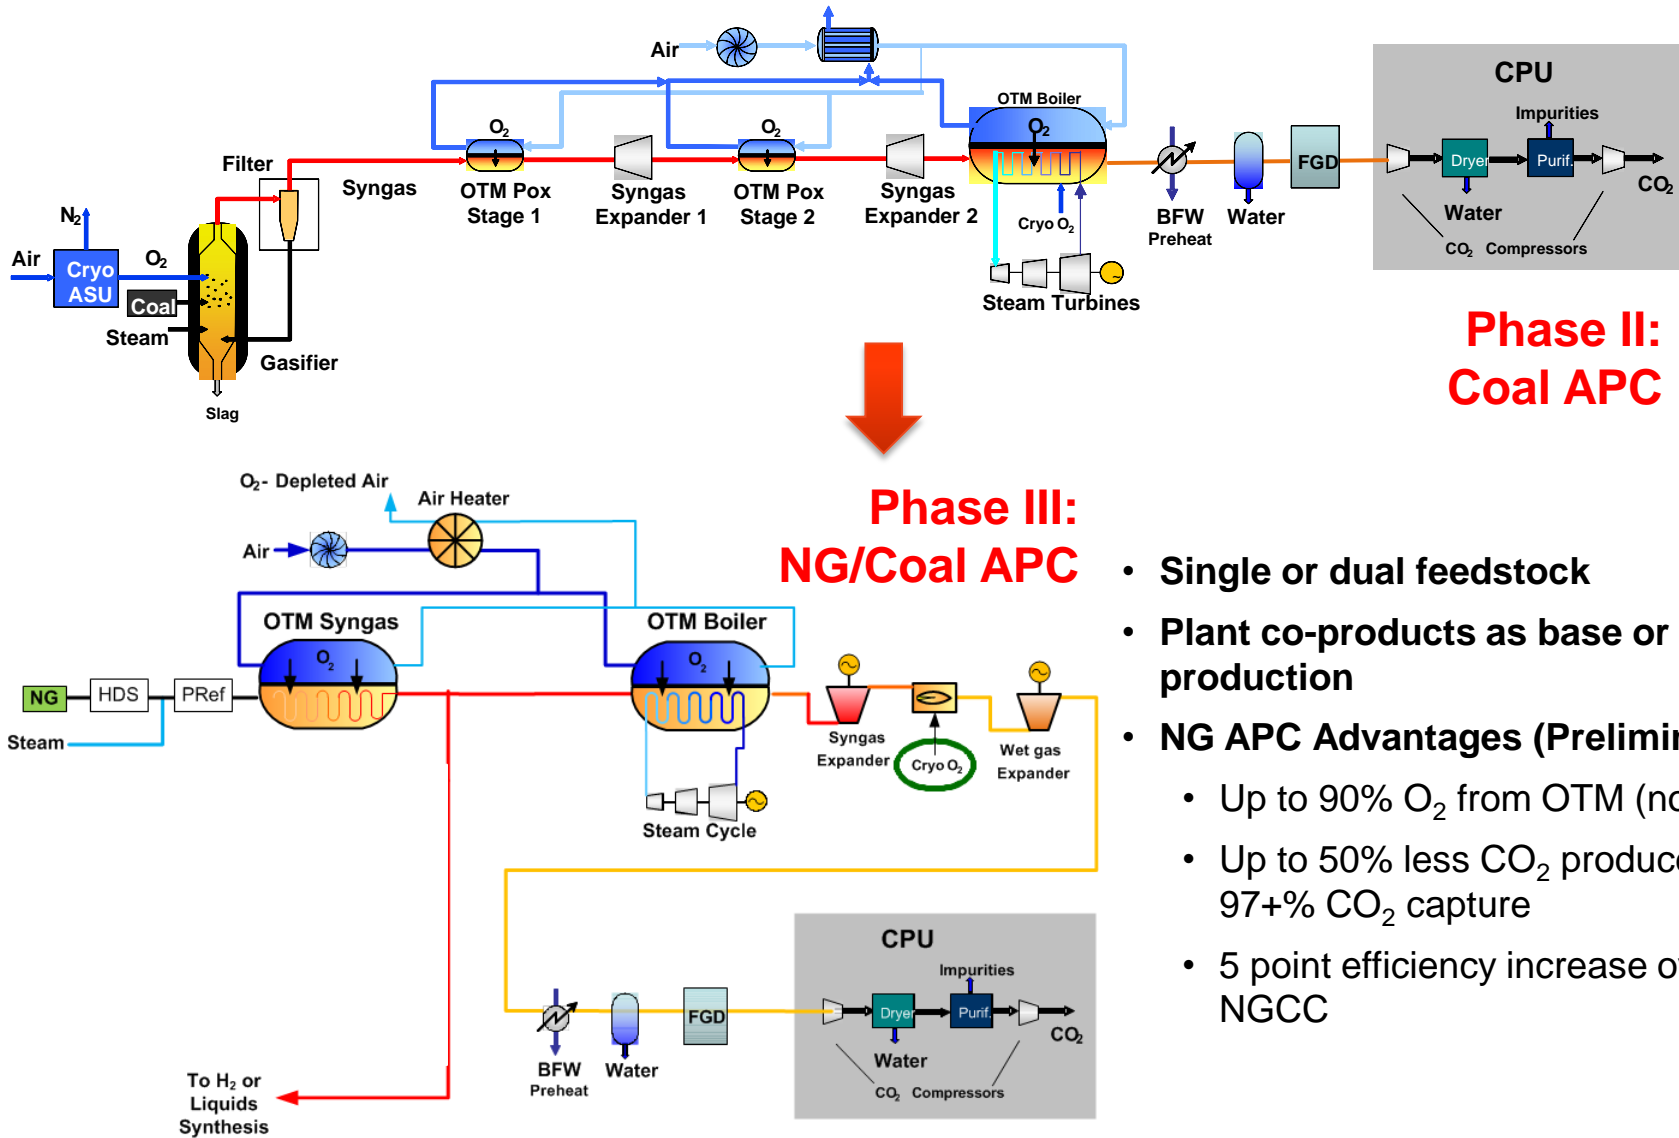 Air
CPU
Impurities
OTM Boiler
O2
O2
O2
Filter
Dryer
Purif.
FGD
Syngas
OTM Pox
Stage 1
Syngas
Expander 1
OTM Pox
Stage 2
Syngas
Expander 2
CO2
Water
N2
Cryo O2
BFW
Preheat
Water
CO2 Compressors
Air
O2
Cryo
ASU
Coal
Steam
Steam Turbines
Gasifier
Slag
Phase II:
Coal APC
O2- Depleted Air
Air Heater
Air
Phase III:
NG/Coal APC
OTM Syngas
OTM Boiler
O2
O2
NG
HDS
PRef
Steam
Syngas
Expander
Cryo O2
Wet gas
Expander
Steam Cycle
• Single or dual feedstock
• Plant co-products as base or
production
• NG APC Advantages (Prelimin
• Up to 90% O2 from OTM (no
• Up to 50% less CO2 produce
97+% CO2 capture
• 5 point efficiency increase o
NGCC
CPU
Impurities
Dryer
Purif.
FGD
CO2
Water
BFW
Preheat
Water
CO2 Compressors
To H2 or
Liquids
Synthesis